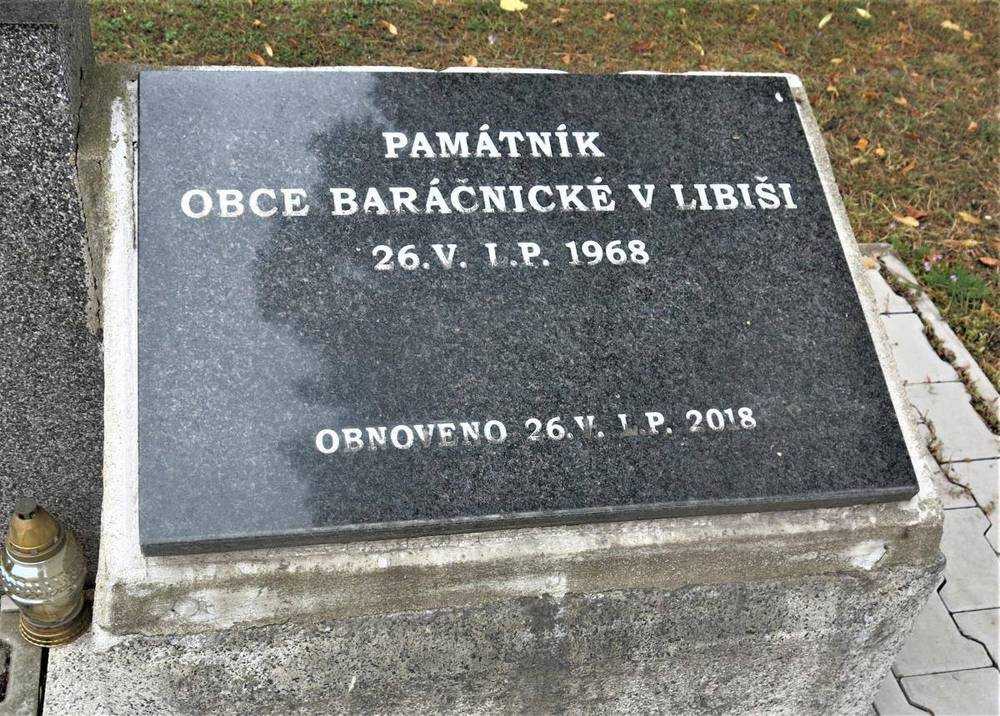 PAMÁTNÍK
OBCE BARÁČNICKÉ V LIBIŠI
26.V. L.P. 1968
OBNOVENO 26.V. L.P. 2018